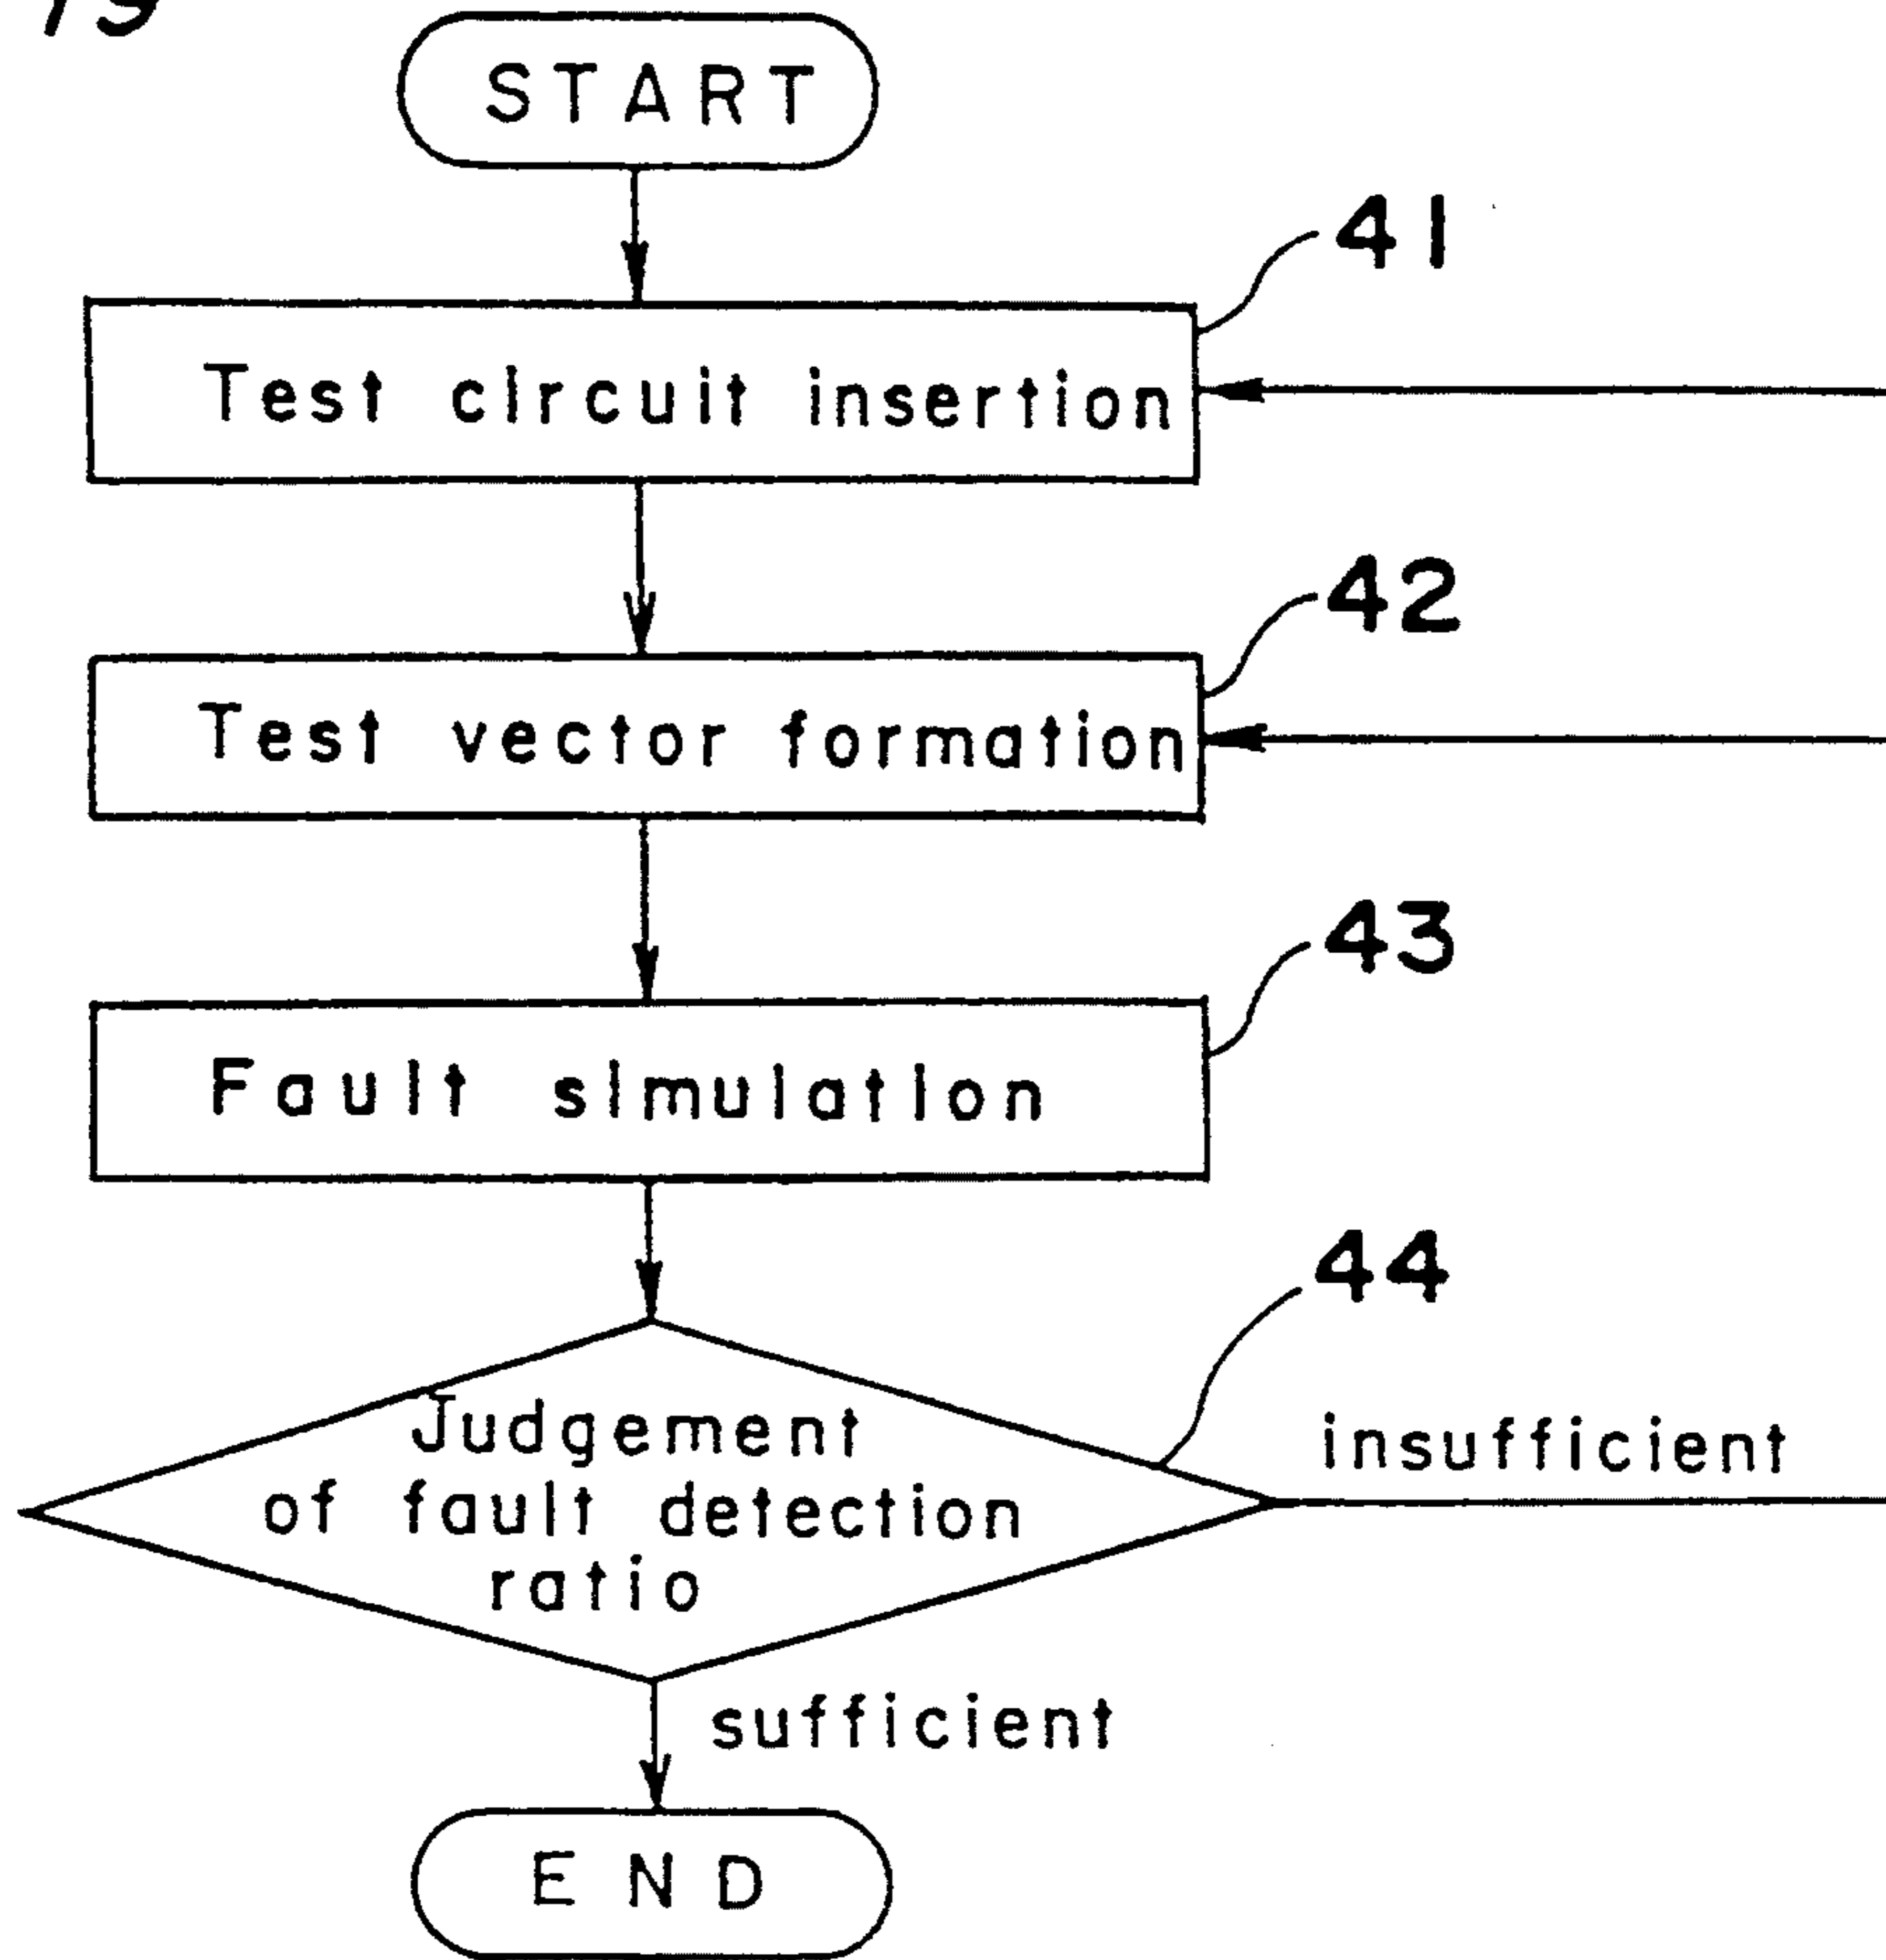 START
41
Test circuit insertion
42
Test vector formation
43
Fault simulation
44
Judgement
of fault detection
ratio
insufficient
sufficient
END